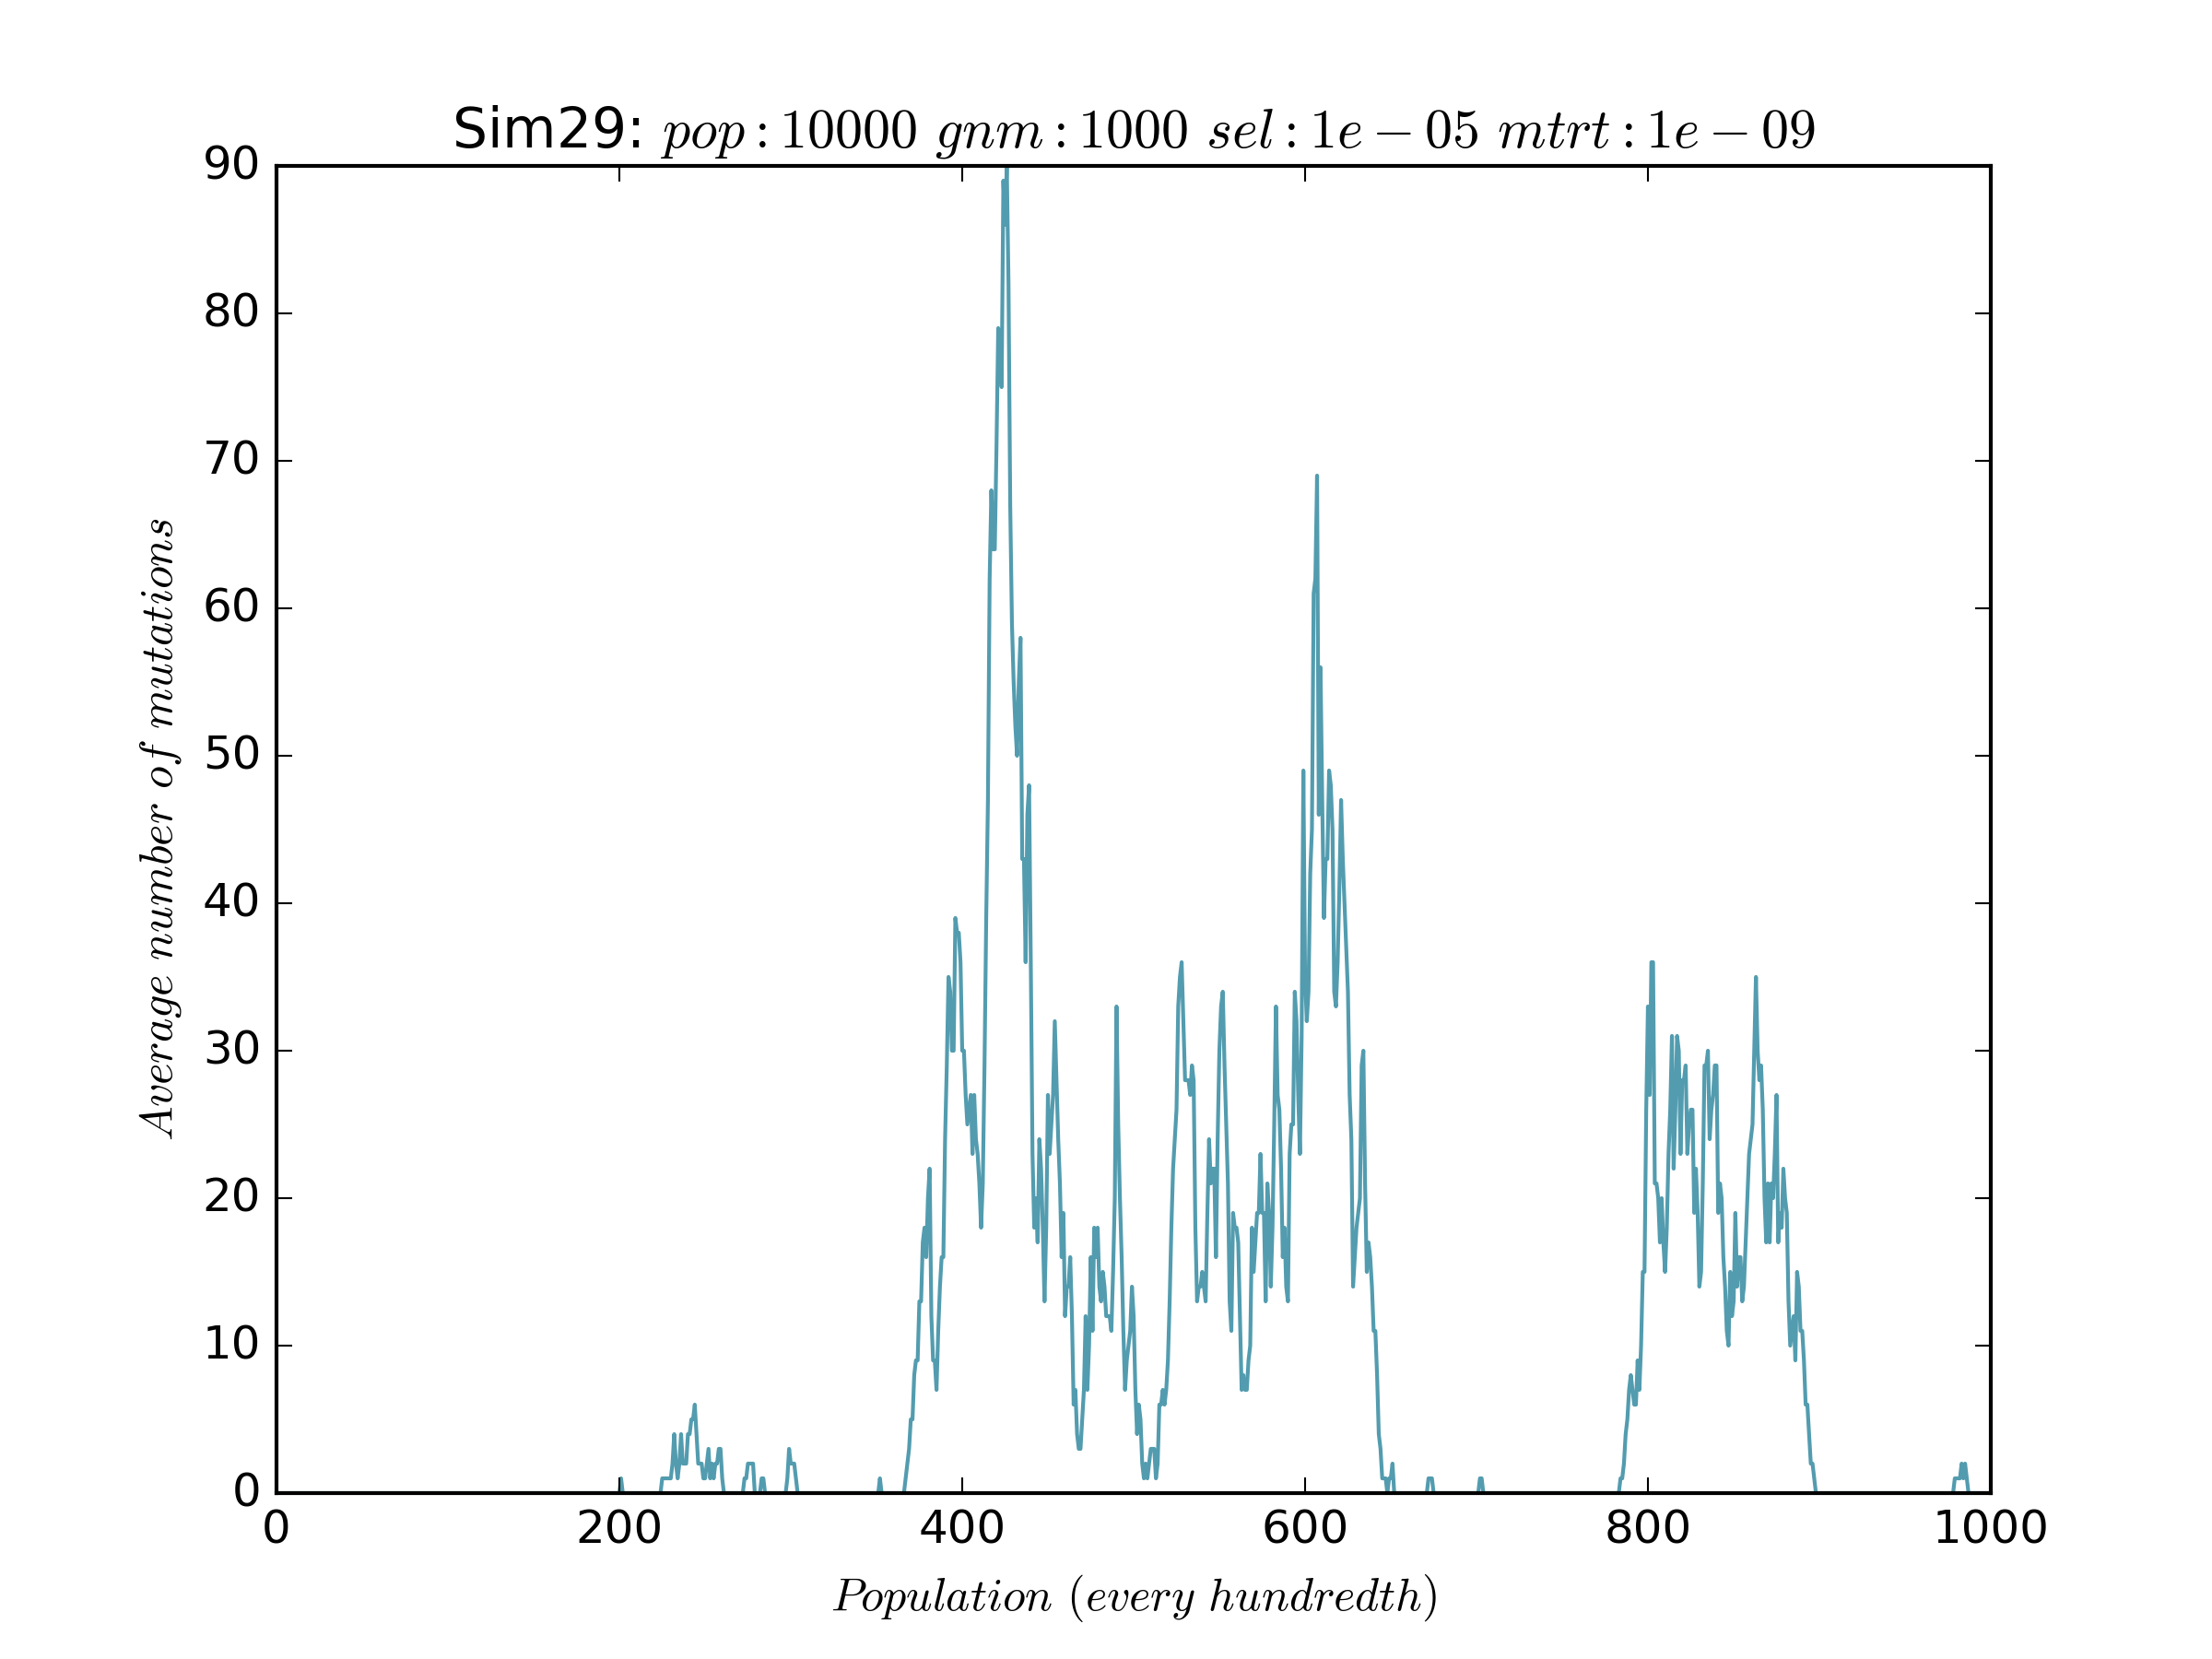 Sim29: pop : 10000 gnm : 1000 sel : 1e − 05 mtrt : 1e − 09
90
80
70
60
50
40
30
20
10
0
Average number of mutations
0 200 400 600 800 1000
Population (every hundredth)